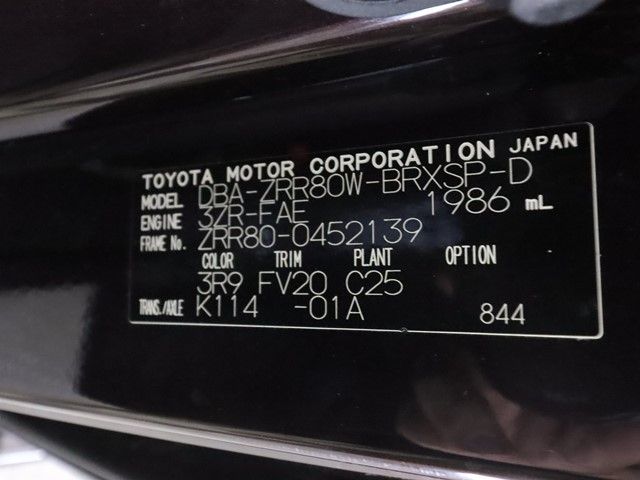 TOYOTA MOTOR CORPORATION JAPAN
MODEL DBA-ZRR80W-BRXSP-D
ENGINE 3ZR-FAE 1986 mL
FRAME No. ZRR80-0452139
COLOR TRIM PLANT OPTION
3R9 FV20 C25
TRANS./AXLE K114 -01A 844